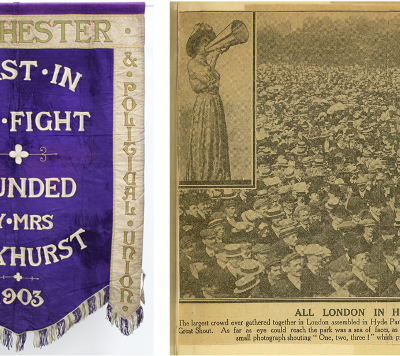 HESTER
ST · IN
· FIGHT
UNDED
Y · MRS
KHURST
1903
& · POLITICAL · UNION ·
ALL LONDON IN H
The largest crowd ever gathered together in London assembled in Hyde Par
Great Shout. As far as eye could reach the park was a sea of faces, as
small photograph shouting "One, two, three!" which p